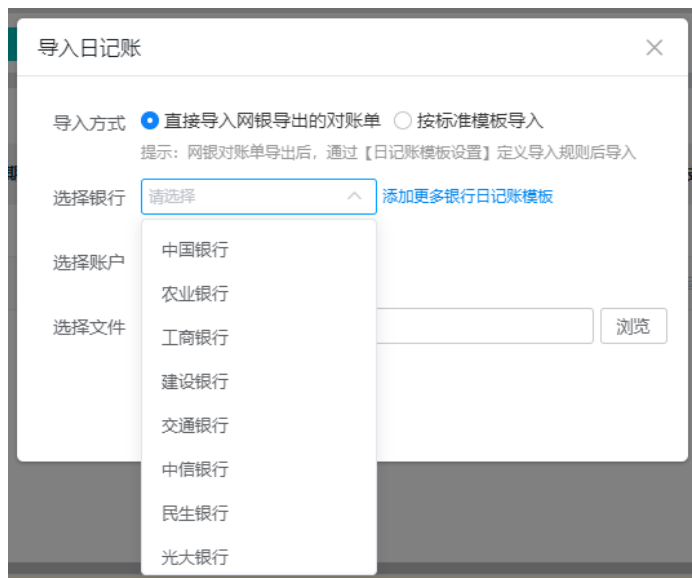 导入日记账
导入方式 直接导入网银导出的对账单 按标准模板导入
提示：网银对账单导出后，通过【日记账模板设置】定义导入规则后导入
选择银行 请选择 添加更多银行日记账模板
中国银行
选择账户
农业银行
选择文件 浏览
工商银行
建设银行
交通银行
中信银行
民生银行
光大银行